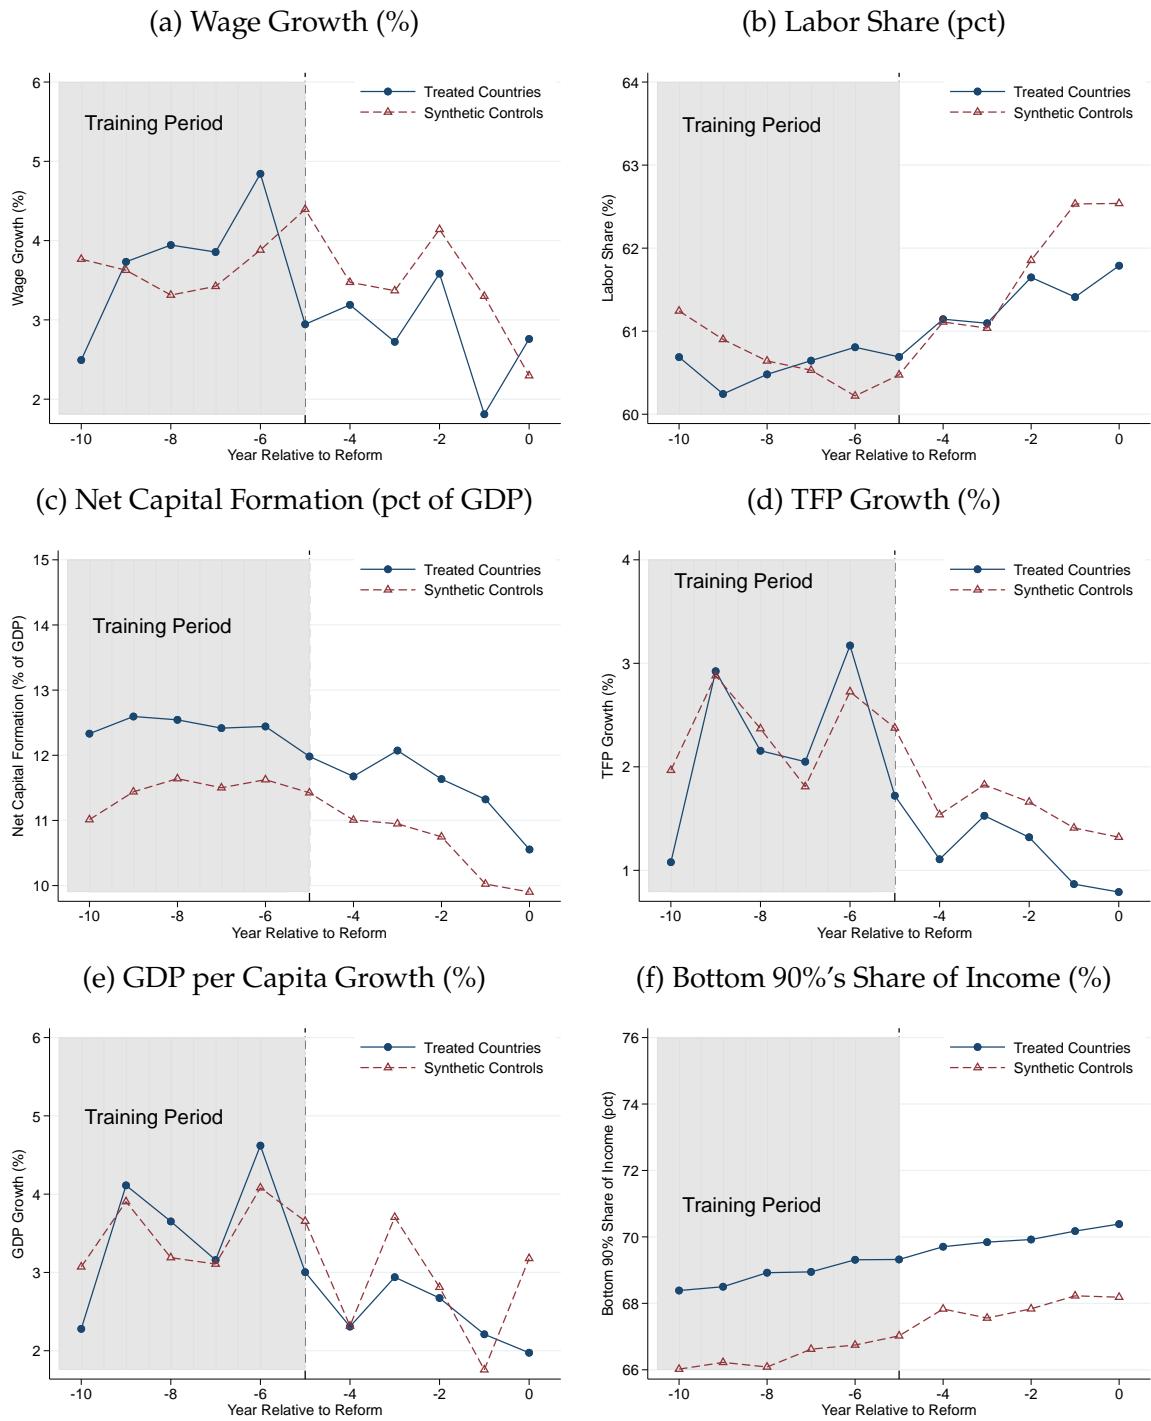 (a) Wage Growth (%)
6
5
4
3
2
Wage Growth (%)
Training Period
Treated Countries
Synthetic Controls
-10 -8 -6 -4 -2 0
Year Relative to Reform
(b) Labor Share (pct)
64
63
62
61
60
Labor Share (%)
Training Period
Treated Countries
Synthetic Controls
-10 -8 -6 -4 -2 0
Year Relative to Reform
(c) Net Capital Formation (pct of GDP)
15
14
13
12
11
10
Net Capital Formation (% of GDP)
Training Period
Treated Countries
Synthetic Controls
-10 -8 -6 -4 -2 0
Year Relative to Reform
(d) TFP Growth (%)
4
3
2
1
TFP Growth (%)
Training Period
Treated Countries
Synthetic Controls
-10 -8 -6 -4 -2 0
Year Relative to Reform
(e) GDP per Capita Growth (%)
6
5
4
3
2
GDP Growth (%)
Training Period
Treated Countries
Synthetic Controls
-10 -8 -6 -4 -2 0
Year Relative to Reform
(f) Bottom 90%’s Share of Income (%)
76
74
72
70
68
66
Bottom 90% Share of Income (pct)
Training Period
Treated Countries
Synthetic Controls
-10 -8 -6 -4 -2 0
Year Relative to Reform